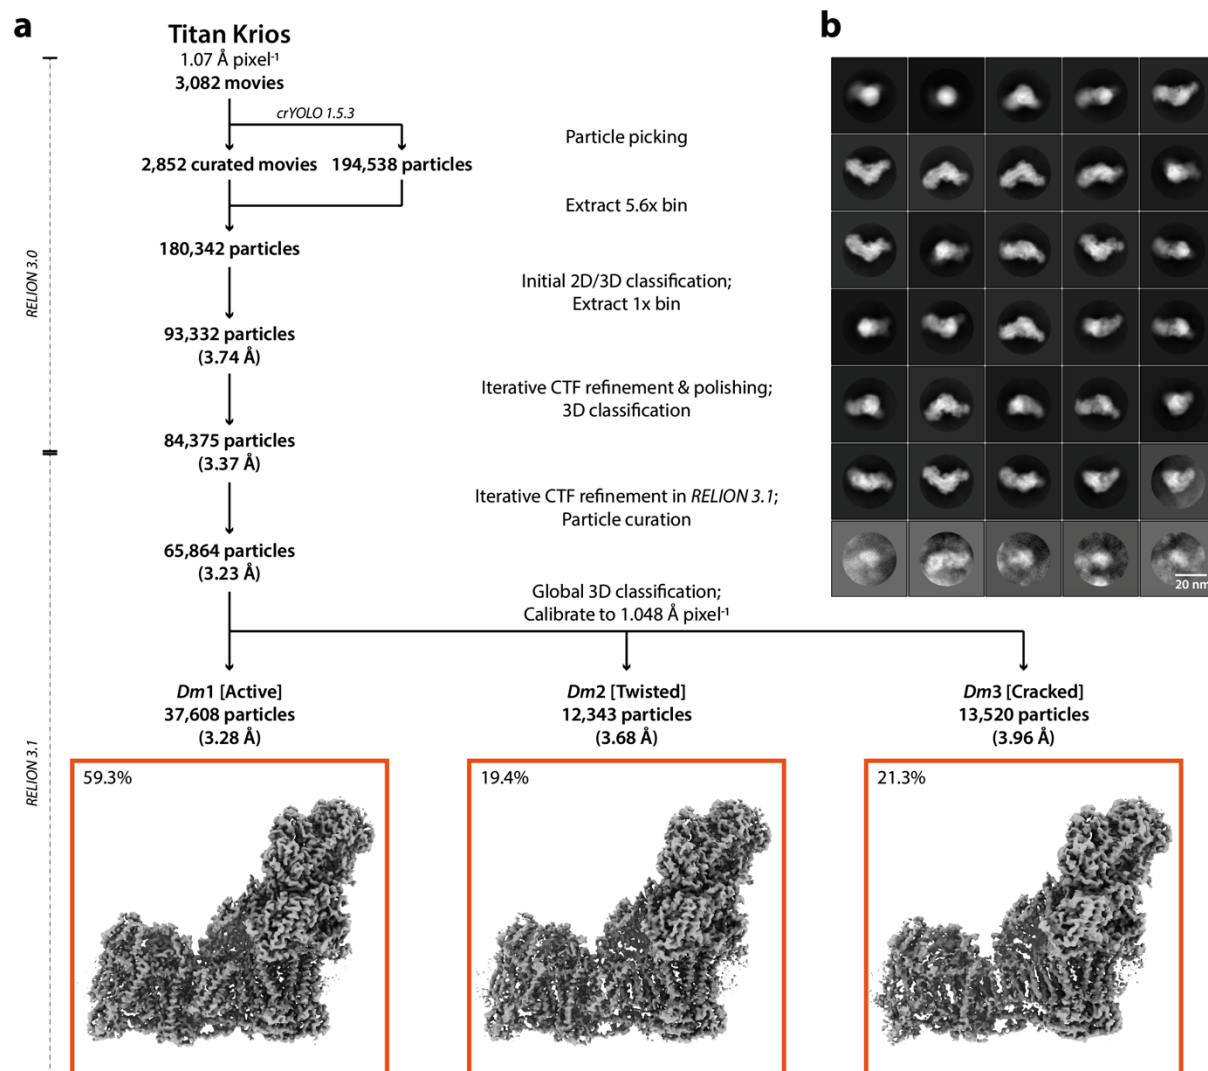 a
b
Titan Krios
1.07 Å pixel⁻¹
3,082 movies
crYOLO 1.5.3
Particle picking
2,852 curated movies
194,538 particles
Extract 5.6x bin
180,342 particles
Initial 2D/3D classification;
Extract 1x bin
RELION 3.0
93,332 particles
(3.74 Å)
Iterative CTF refinement & polishing;
3D classification
84,375 particles
(3.37 Å)
Iterative CTF refinement in RELION 3.1;
Particle curation
65,864 particles
(3.23 Å)
20 nm
Global 3D classification;
Calibrate to 1.048 Å pixel⁻¹
RELION 3.1
Dm1 [Active]
37,608 particles
(3.28 Å)
Dm2 [Twisted]
12,343 particles
(3.68 Å)
Dm3 [Cracked]
13,520 particles
(3.96 Å)
59.3%
19.4%
21.3%